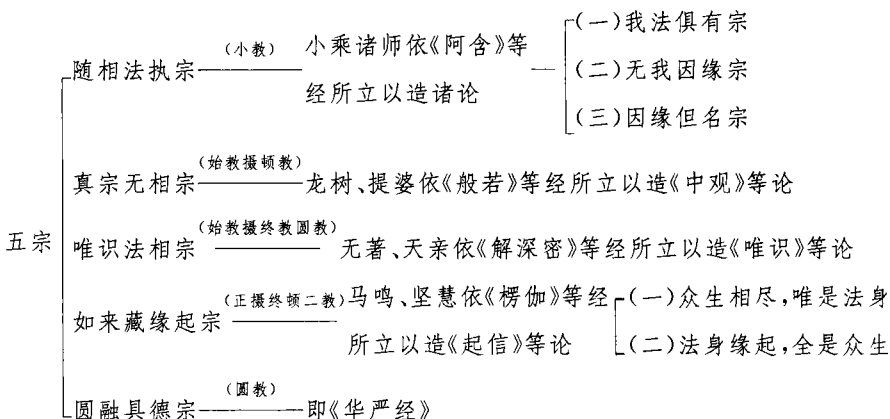 (一)我法俱有宗
随相法执宗 (小教) 小乘诸师依《阿含》等
经所立以造诸论
(二)无我因缘宗
(三)因缘但名宗
真宗无相宗 (始教摄顿教) 龙树、提婆依《般若》等经所立以造《中观》等论
五宗
唯识法相宗 (始教摄终教圆教) 无著、天亲依《解深密》等经所立以造《唯识》等论
如来藏缘起宗 (正摄终顿二教) 马鸣、坚慧依《楞伽》等经
所立以造《起信》等论
(一)众生相尽,唯是法身
(二)法身缘起,全是众生
圆融具德宗 (圆教) 即《华严经》